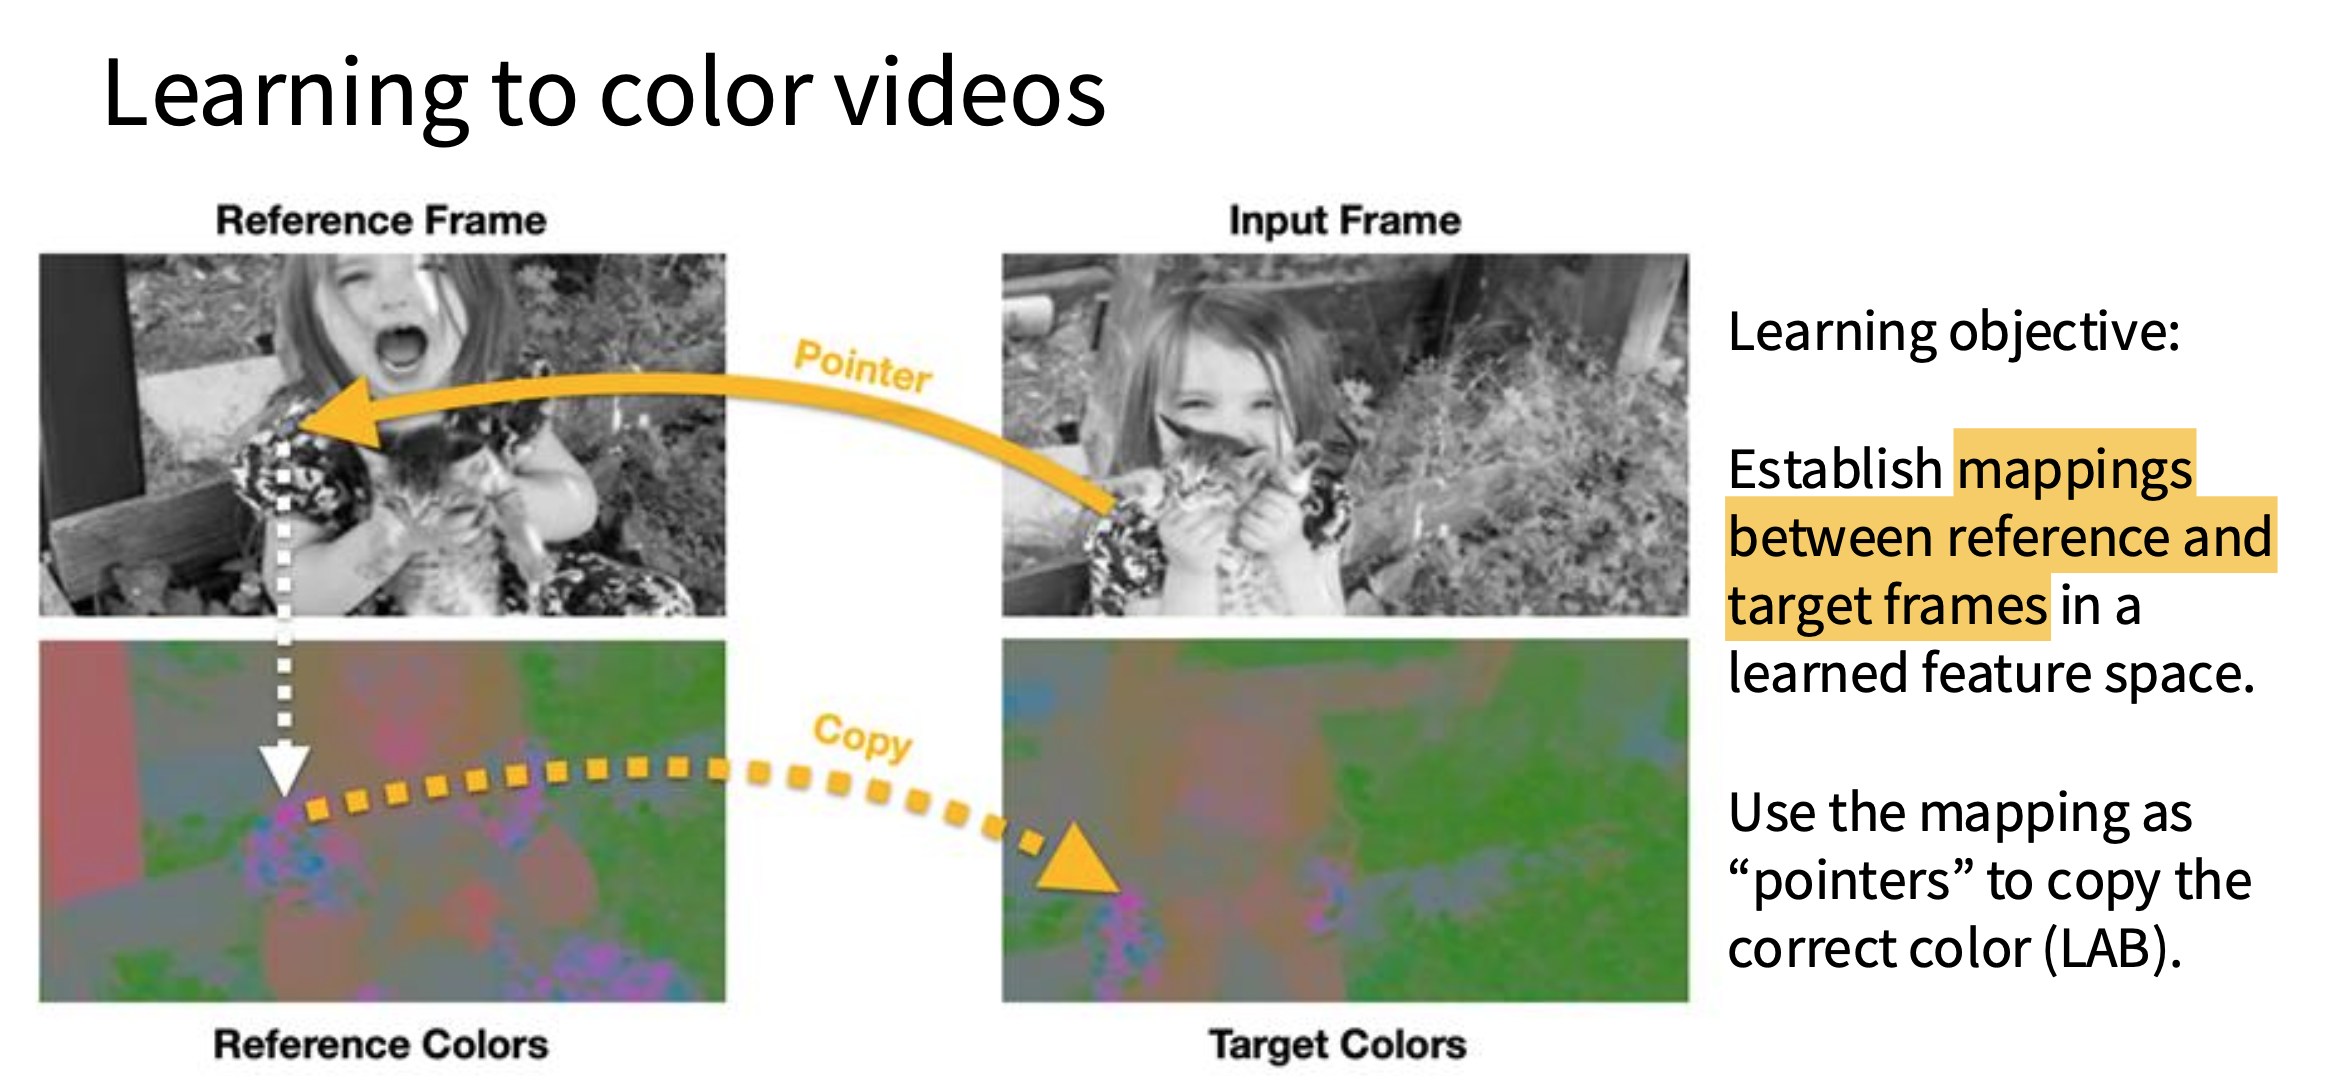 Learning to color videos
Reference Frame
Input Frame
Pointer
Copy
Reference Colors
Target Colors
Learning objective:
Establish mappings
between reference and
target frames in a
learned feature space.
Use the mapping as
“pointers” to copy the
correct color (LAB).